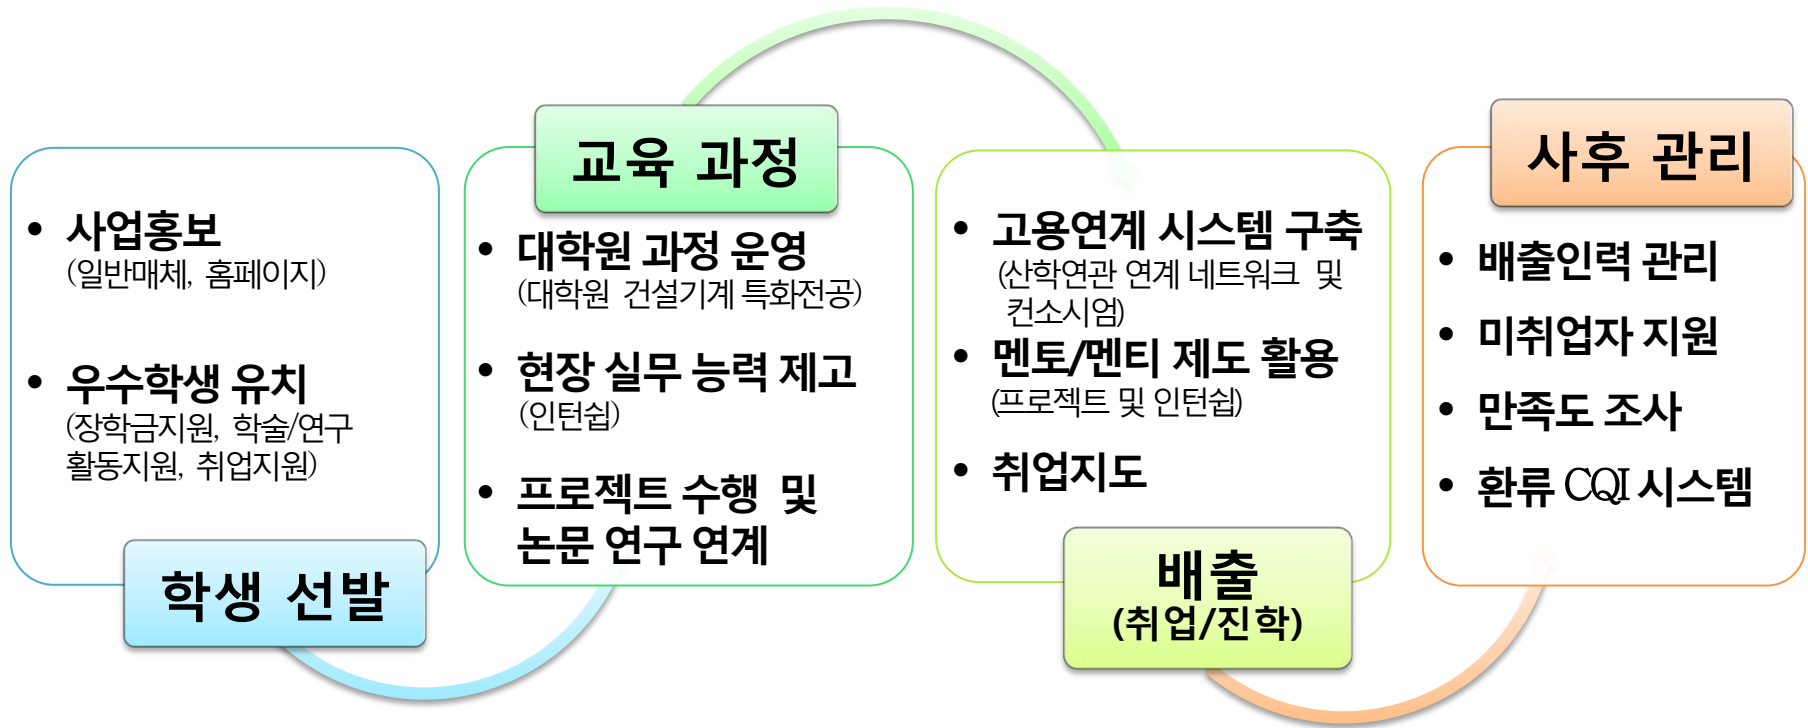 • 사업홍보
(일반매체, 홈페이지)
• 우수학생 유치
(장학금지원, 학술/연구
활동지원, 취업지원)
학생 선발
교육 과정
• 대학원 과정 운영
(대학원 건설기계 특화전공)
• 현장 실무 능력 제고
(인턴쉽)
• 프로젝트 수행 및
논문 연구 연계
• 고용연계 시스템 구축
(산학연관 연계 네트워크 및
컨소시엄)
• 멘토/멘티 제도 활용
(프로젝트 및 인턴쉽)
• 취업지도
배출
(취업/진학)
사후 관리
• 배출인력 관리
• 미취업자 지원
• 만족도 조사
• 환류 CQI 시스템